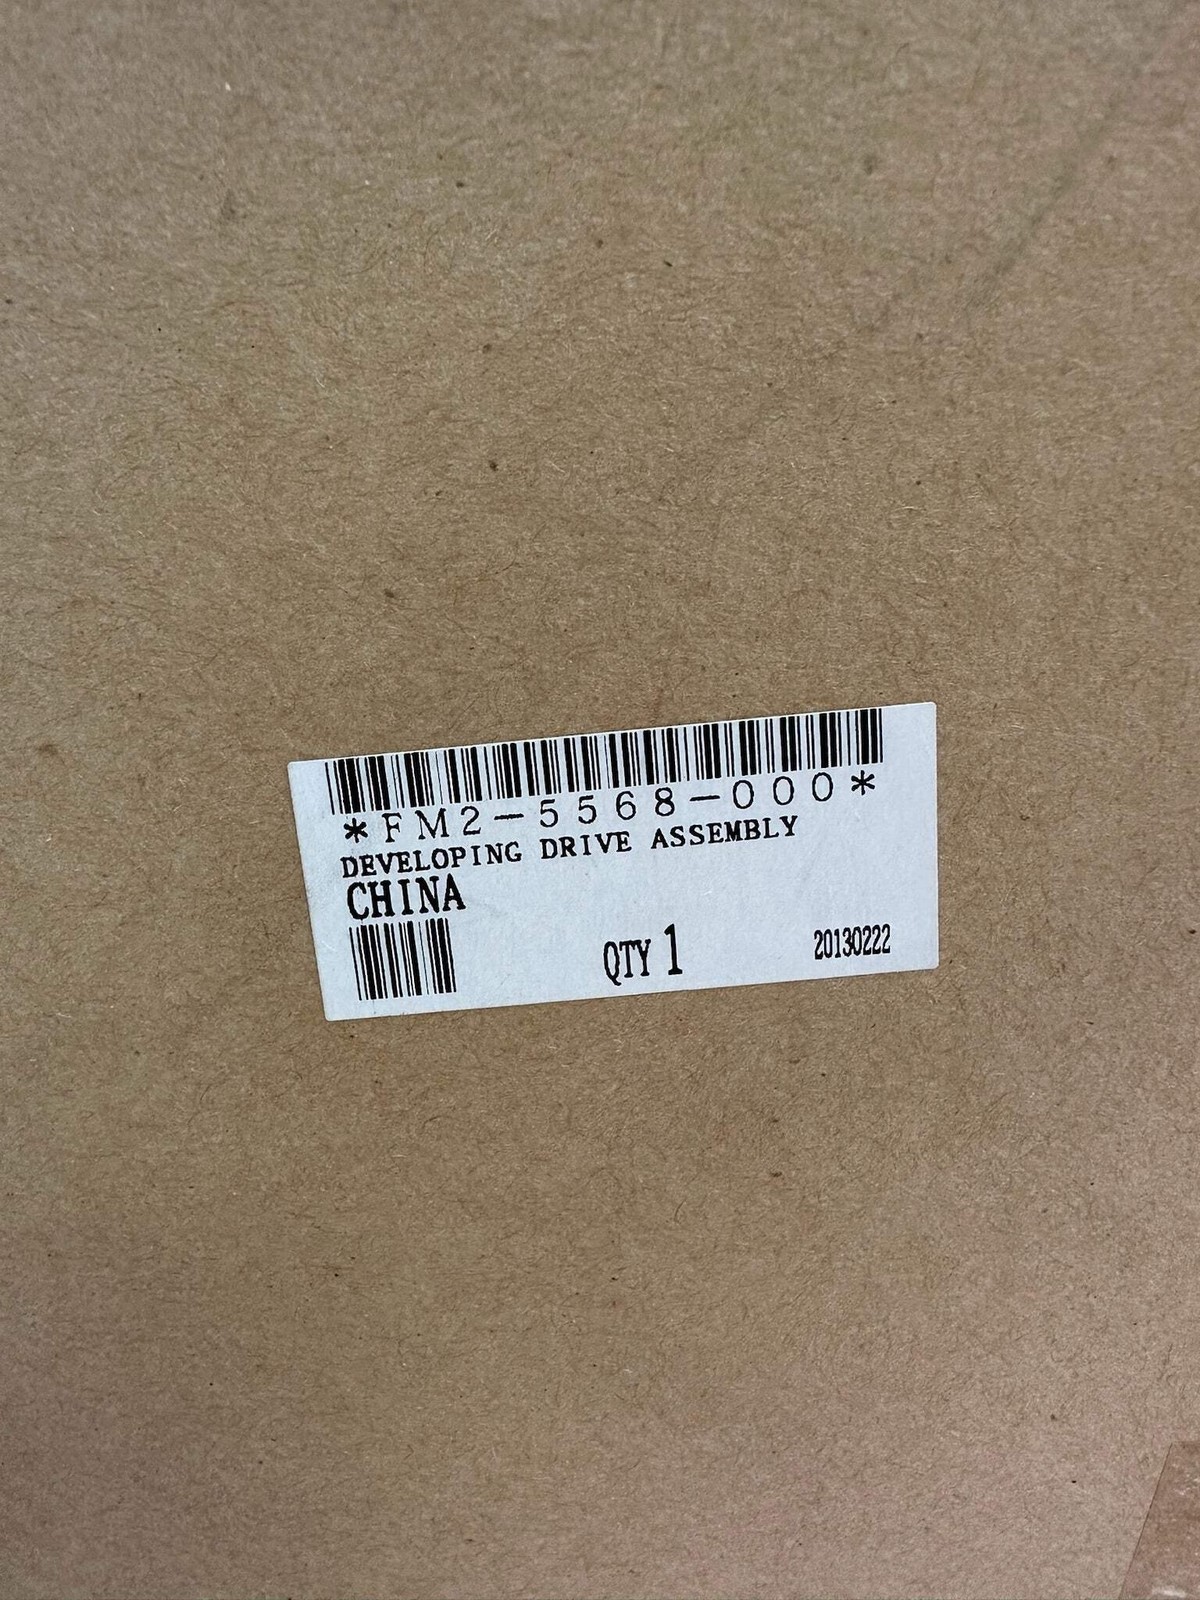 *FM2-5568-000*
DEVELOPING DRIVE ASSEMBLY
CHINA
QTY 1 20130222